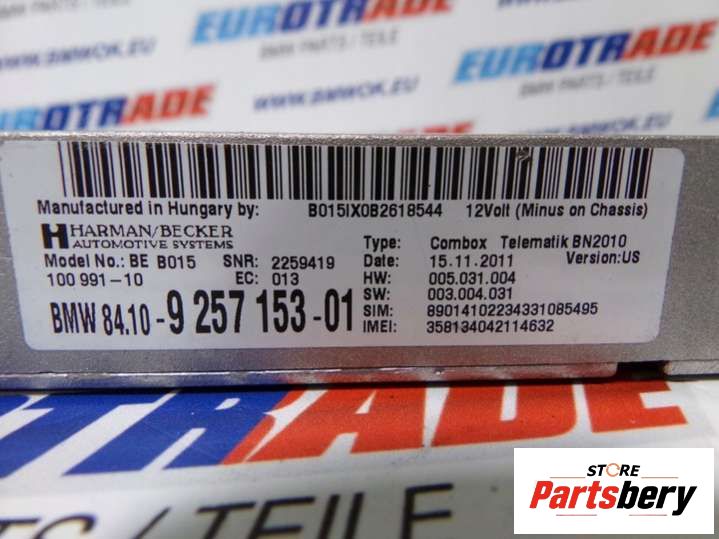 EUROTRADE
BMW PARTS / TEILE
WWW.BMWOK.EU
EUROTRADE
BMW PARTS / TEILE
WWW.BMWOK.EU
EUROTRADE
B015IX0B2618544 12Volt (Minus on Chassis)
Manufactured in Hungary by:
HARMAN/BECKER
AUTOMOTIVE SYSTEMS
Model No.: BE B015 SNR: 2259419
100 991-10 EC: 013
BMW 84.10 - 9 257 153 - 01
Type: Combox Telematik BN2010
Date: 15.11.2011 Version: US
HW: 005.031.004
SW: 003.004.031
SIM: 89014102234331085495
IMEI: 358134042114632
TRADE
TS / TEILE
STORE
Partsbery